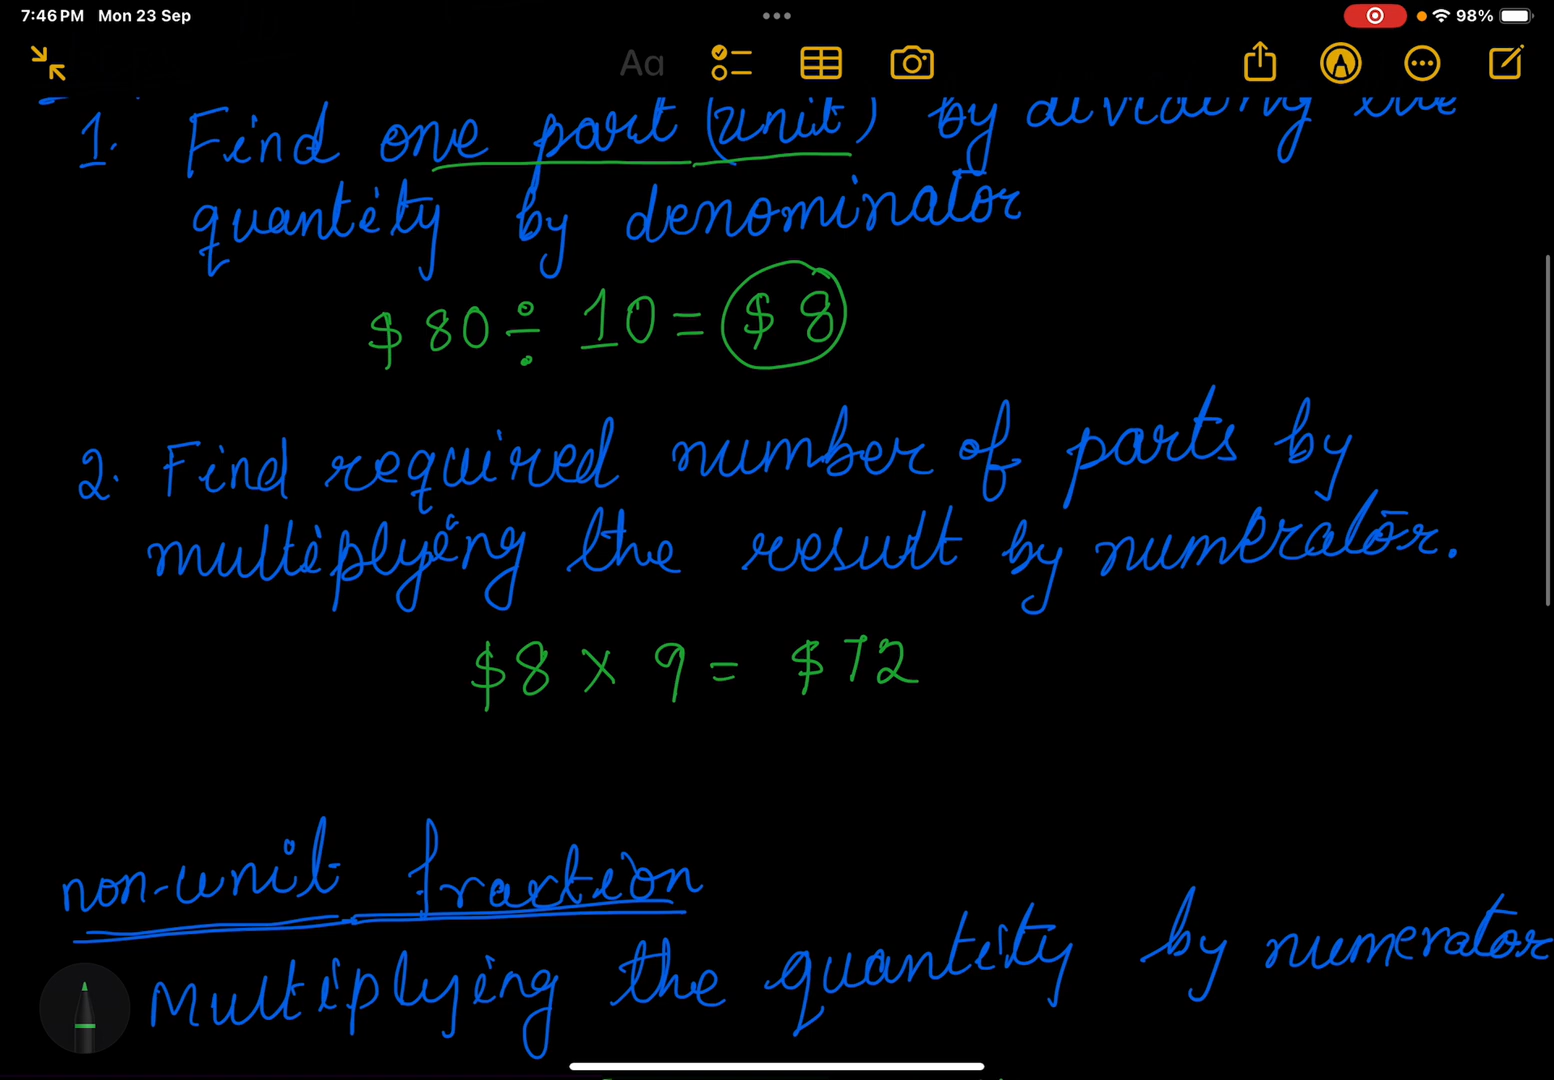 7:46 PM Mon 23 Sep
98%
Aa
1. Find one part (unit) by dividing the
quantity by denominator
$ 80 ÷ 10 = $ 8
2. Find required number of parts by
multiplying the result by numerator.
$8 × 9 = $72
non-unit fraction
Multiplying the quantity by numerator